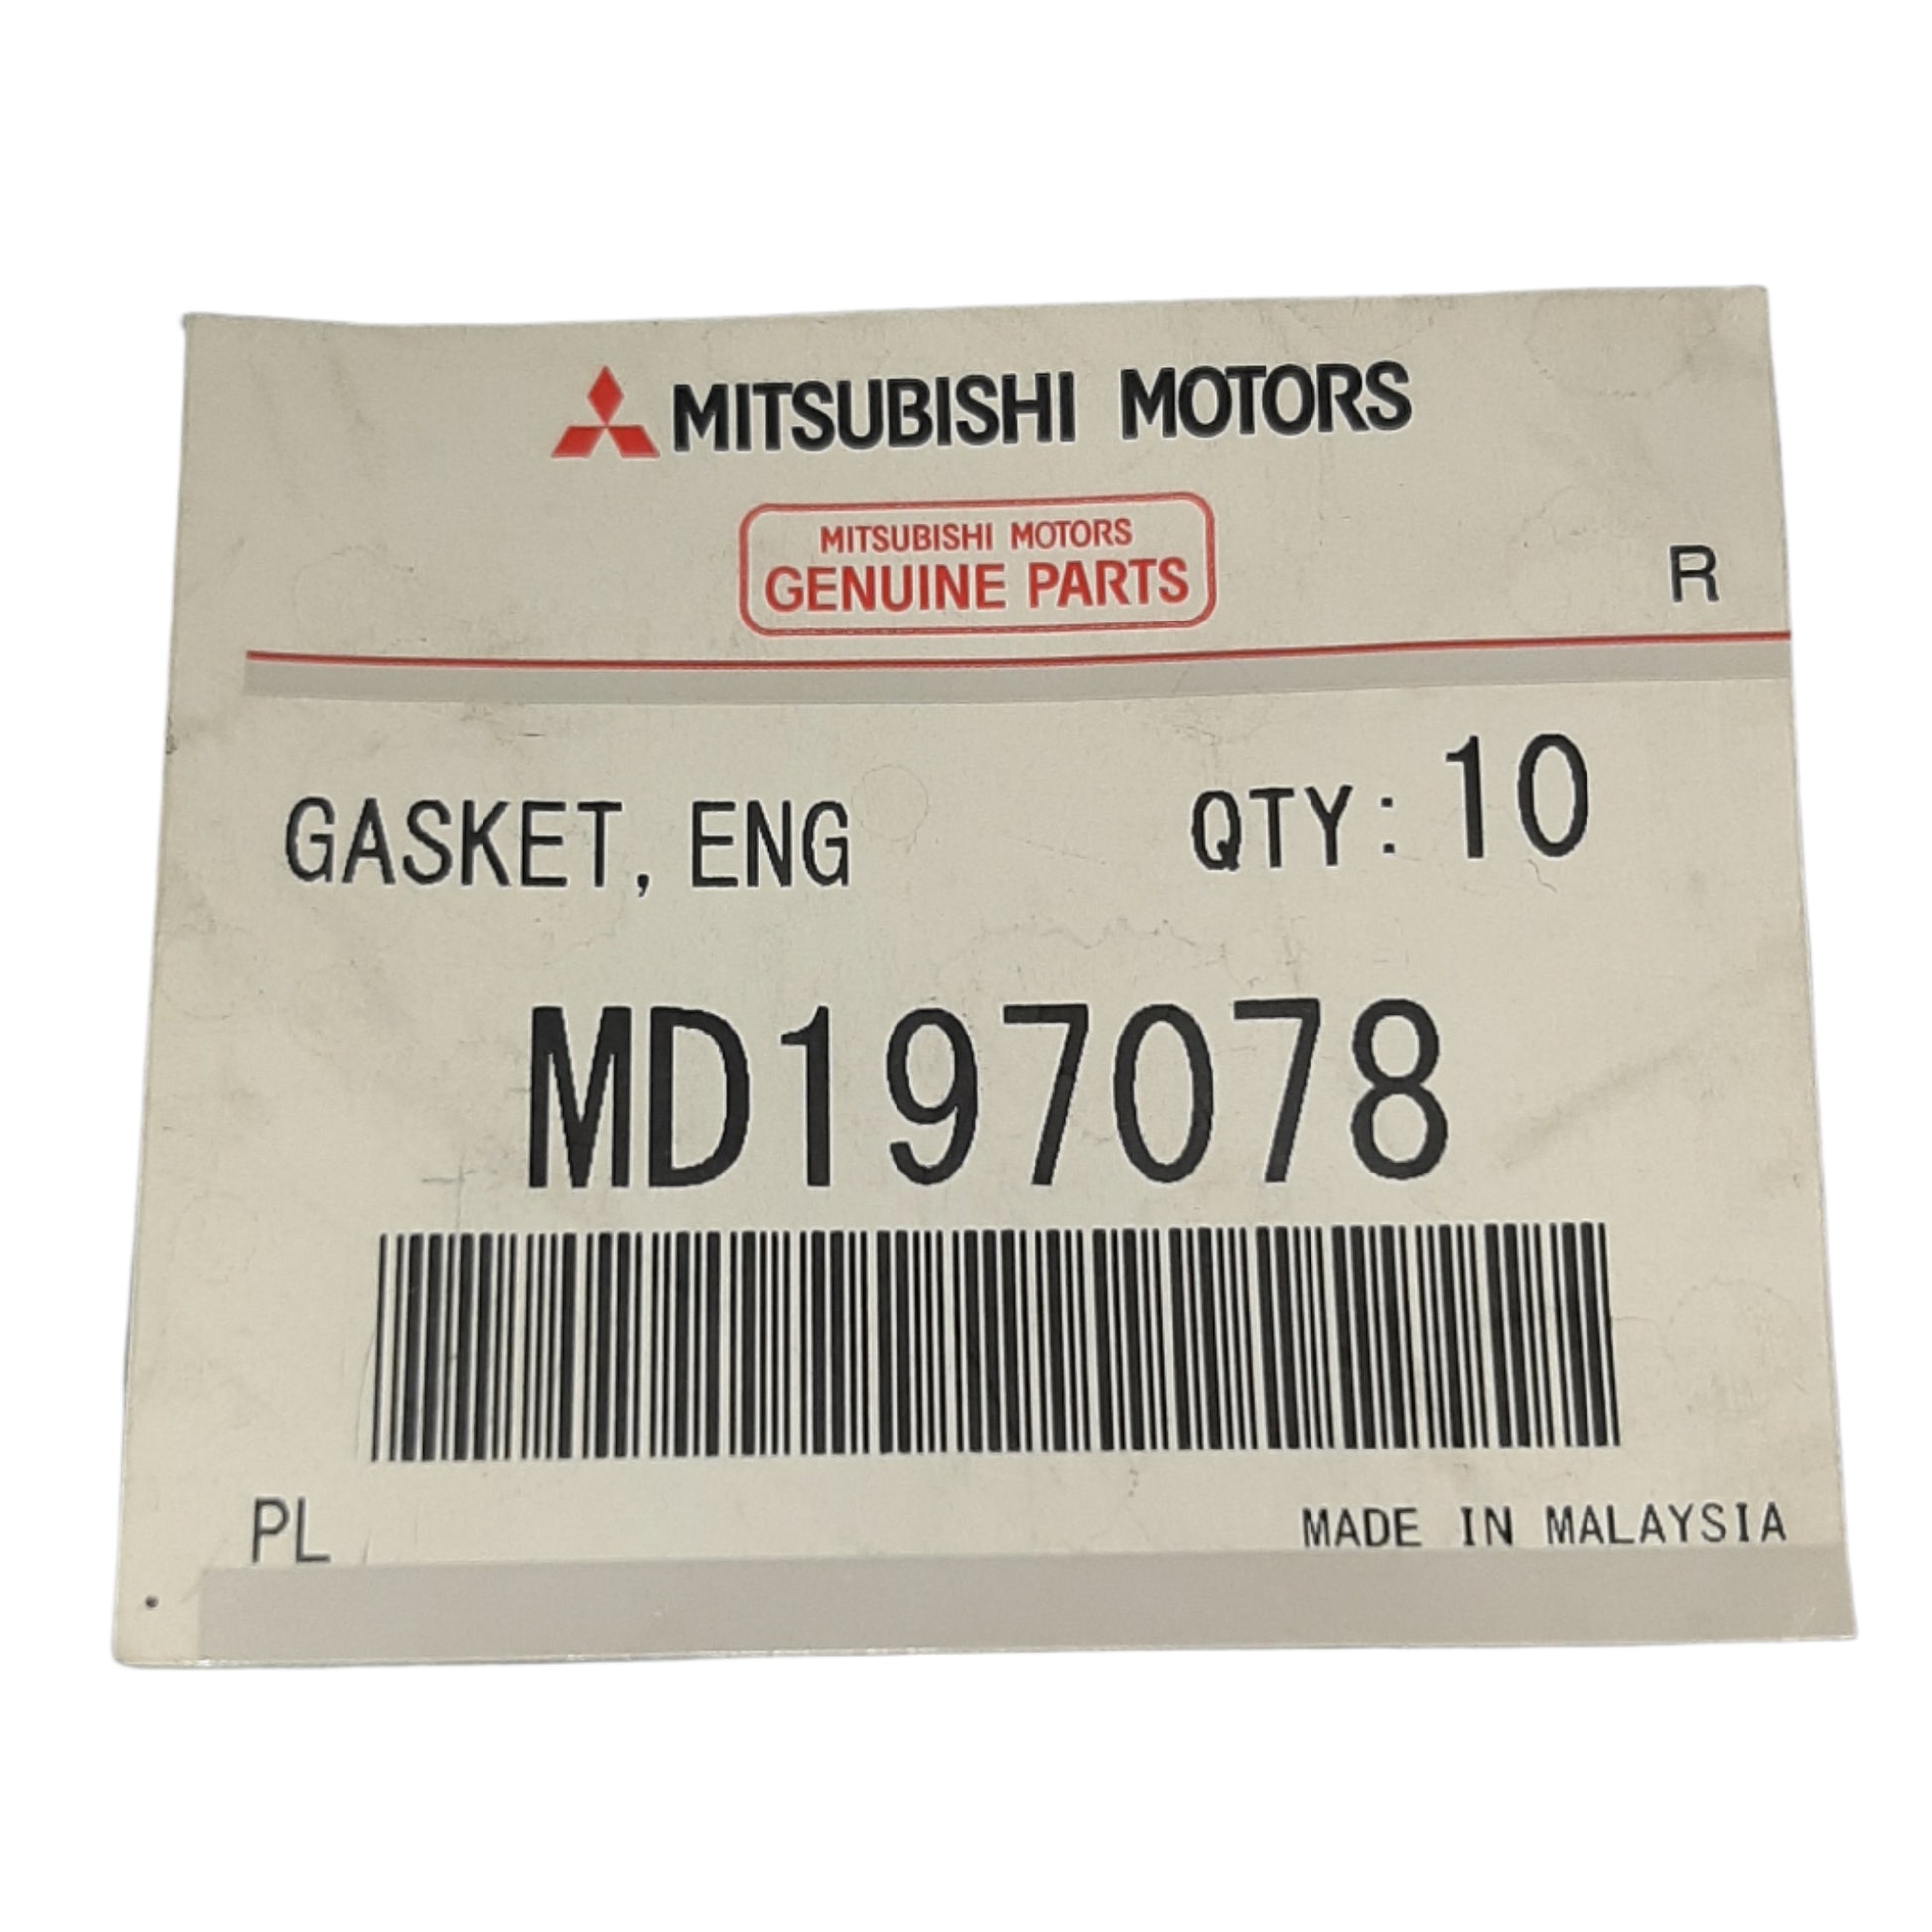 MITSUBISHI MOTORS
MITSUBISHI MOTORS
GENUINE PARTS
R
GASKET, ENG QTY: 10
MD197078
PL MADE IN MALAYSIA